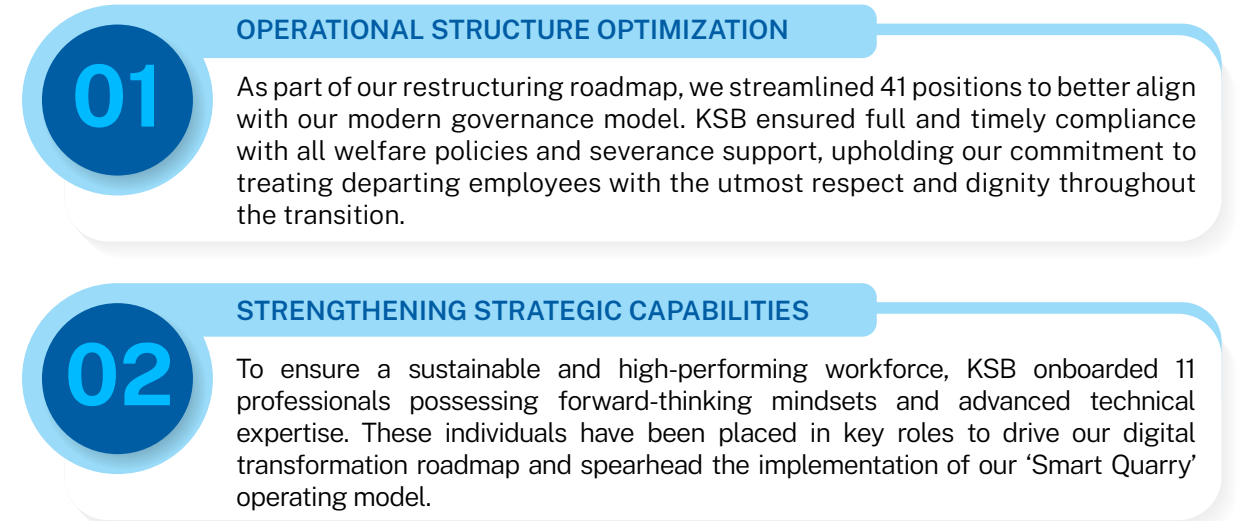 01
OPERATIONAL STRUCTURE OPTIMIZATION
As part of our restructuring roadmap, we streamlined 41 positions to better align
with our modern governance model. KSB ensured full and timely compliance
with all welfare policies and severance support, upholding our commitment to
treating departing employees with the utmost respect and dignity throughout
the transition.
02
STRENGTHENING STRATEGIC CAPABILITIES
To ensure a sustainable and high-performing workforce, KSB onboarded 11
professionals possessing forward-thinking mindsets and advanced technical
expertise. These individuals have been placed in key roles to drive our digital
transformation roadmap and spearhead the implementation of our ‘Smart Quarry’
operating model.